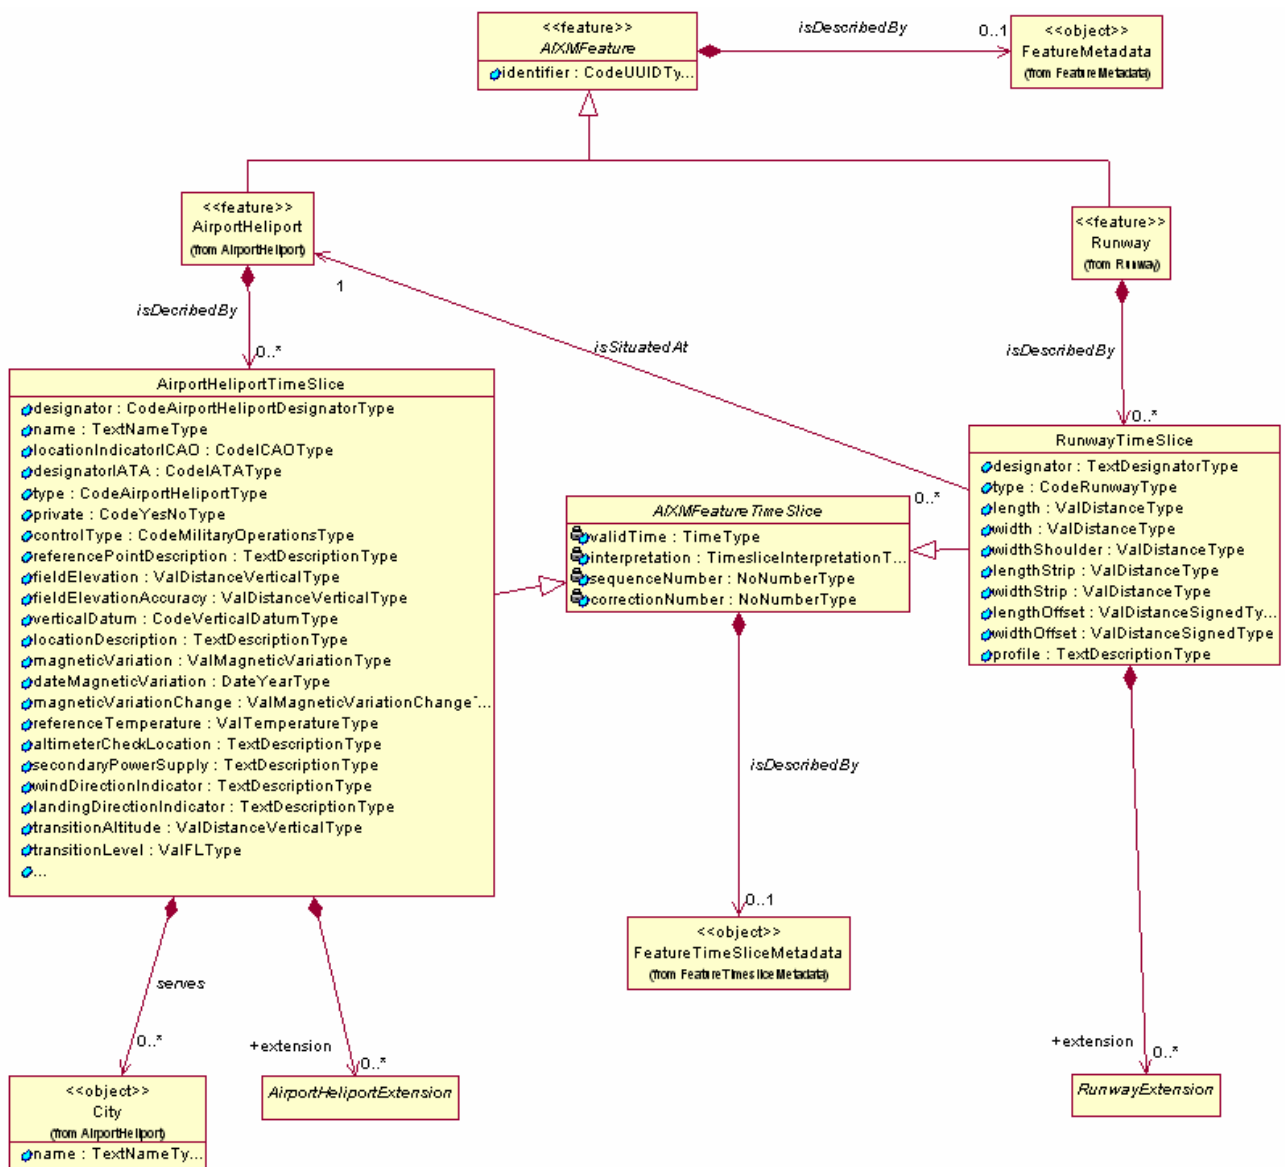 <<feature>>
AIXMFeature
identifier : CodeUUIDTy...
isDescribedBy
0..1
<<object>>
FeatureMetadata
(from FeatureMetadata)
<<feature>>
AirportHeliport
(from AirportHeliport)
<<feature>>
Runway
(from Runway)
1
isDecribedBy
0..*
isSituatedAt
isDescribedBy
0..*
AirportHeliportTimeSlice
designator : CodeAirportHeliportDesignatorType
name : TextNameType
locationIndicatorICAO : CodeICAOType
designatorIATA : CodeIATAType
type : CodeAirportHeliportType
private : CodeYesNoType
controlType : CodeMilitaryOperationsType
referencePointDescription : TextDescriptionType
fieldElevation : ValDistanceVerticalType
fieldElevationAccuracy : ValDistanceVerticalType
verticalDatum : CodeVerticalDatumType
locationDescription : TextDescriptionType
magneticVariation : ValMagneticVariationType
dateMagneticVariation : DateYearType
magneticVariationChange : ValMagneticVariationChangeT...
referenceTemperature : ValTemperatureType
altimeterCheckLocation : TextDescriptionType
secondaryPowerSupply : TextDescriptionType
windDirectionIndicator : TextDescriptionType
landingDirectionIndicator : TextDescriptionType
transitionAltitude : ValDistanceVerticalType
transitionLevel : ValFLType
...
RunwayTimeSlice
designator : TextDesignatorType
type : CodeRunwayType
length : ValDistanceType
width : ValDistanceType
widthShoulder : ValDistanceType
lengthStrip : ValDistanceType
widthStrip : ValDistanceType
lengthOffset : ValDistanceSignedTy...
widthOffset : ValDistanceSignedType
profile : TextDescriptionType
0..*
AIXMFeatureTimeSlice
validTime : TimeType
interpretation : TimesliceInterpretationT...
sequenceNumber : NoNumberType
correctionNumber : NoNumberType
isDescribedBy
0..1
<<object>>
FeatureTimeSliceMetadata
(from FeatureTimesliceMetadata)
serves
0..*
+extension
0..*
+extension
0..*
<<object>>
City
(from AirportHeliport)
name : TextNameTy...
AirportHeliportExtension
RunwayExtension